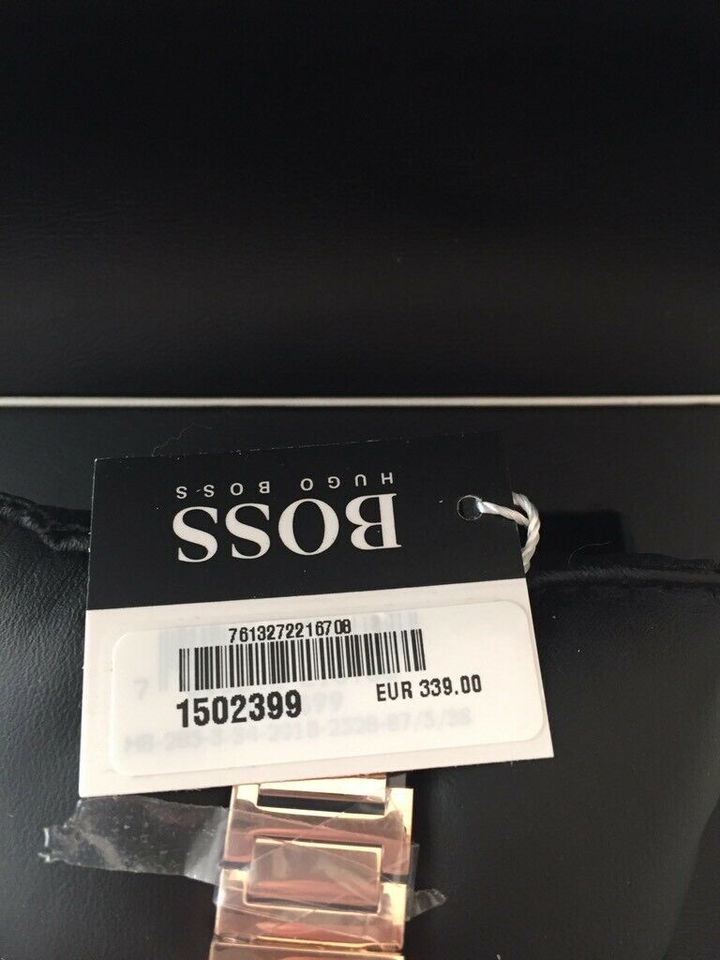 BOSS
HUGO BOSS
7613272216708
1502399
EUR 339.00